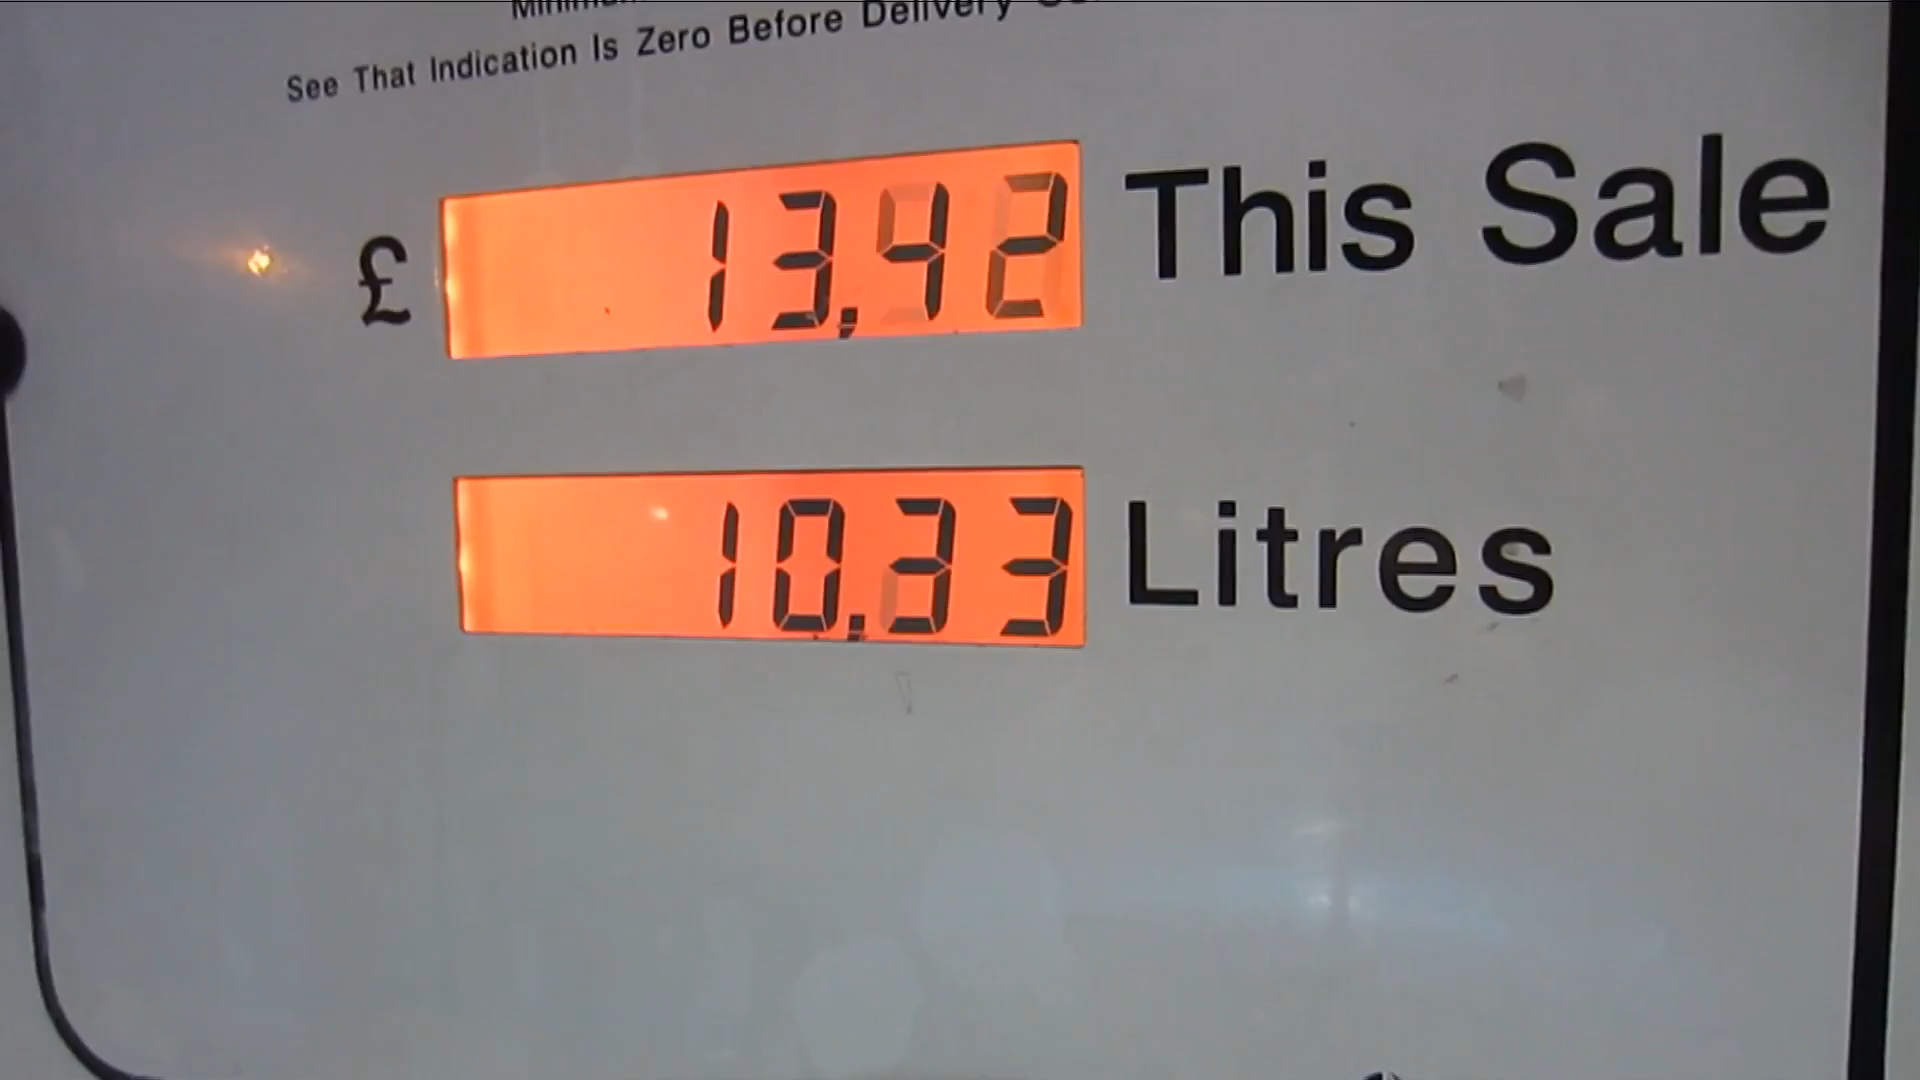 See That Indication Is Zero Before Delivery
£ 13,42 This Sale
10,33 Litres